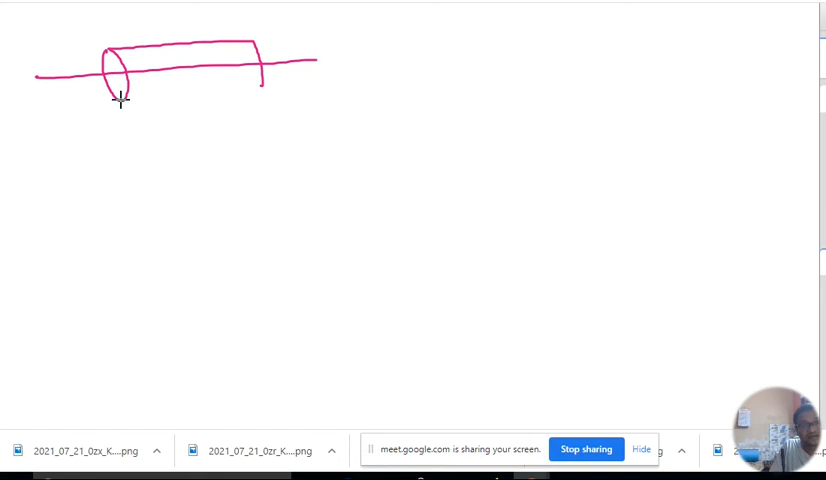 2021_07_21_0zx_K....png
2021_07_21_0zr_K....png
meet.google.com is sharing your screen.
Stop sharing
Hide